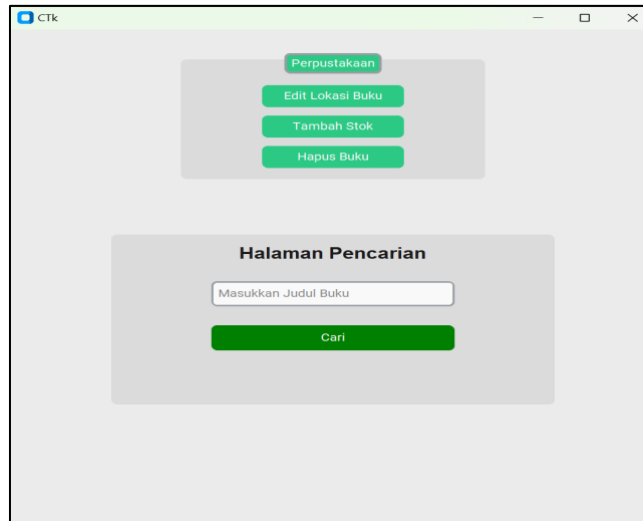 CTk
Perpustakaan
Edit Lokasi Buku
Tambah Stok
Hapus Buku
Halaman Pencarian
Masukkan Judul Buku
Cari